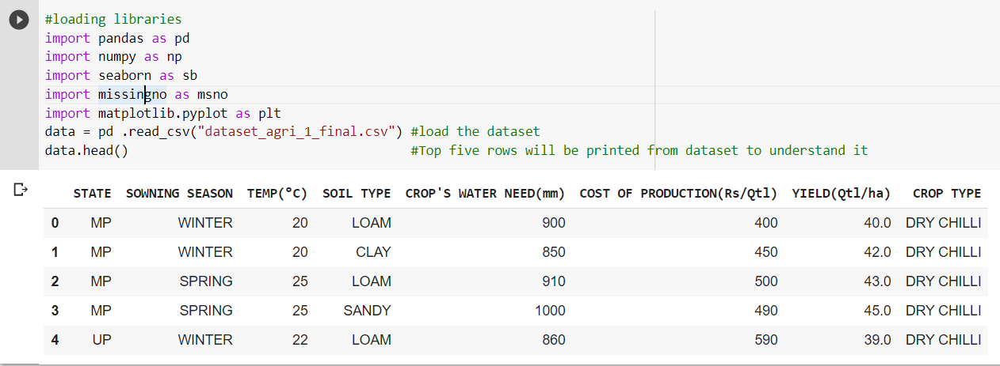 #loading libraries
import pandas as pd
import numpy as np
import seaborn as sb
import missingno as msno
import matplotlib.pyplot as plt
data = pd .read_csv("dataset_agri_1_final.csv") #load the dataset
data.head() #Top five rows will be printed from dataset to understand it
STATE SOWNING SEASON TEMP(°C) SOIL TYPE CROP'S WATER NEED(mm) COST OF PRODUCTION(Rs/Qtl) YIELD(Qtl/ha) CROP TYPE
0 MP WINTER 20 LOAM 900 400 40.0 DRY CHILLI
1 MP WINTER 20 CLAY 850 450 42.0 DRY CHILLI
2 MP SPRING 25 LOAM 910 500 43.0 DRY CHILLI
3 MP SPRING 25 SANDY 1000 490 45.0 DRY CHILLI
4 UP WINTER 22 LOAM 860 590 39.0 DRY CHILLI